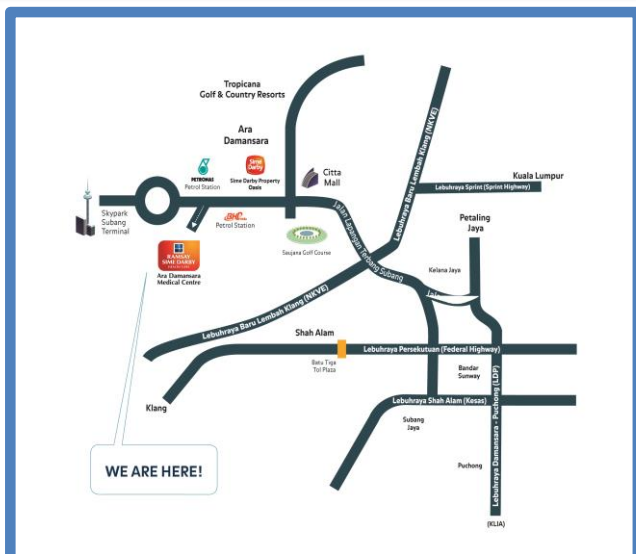 Tropicana
Golf & Country Resorts
Ara
Damansara
PETRONAS
Petrol Station
Sime
Darby
Sime Darby Property
Oasis
Citta
Mall
Lebuhraya Baru Lembah Klang (NKVE)
Kuala Lumpur
Lebuhraya Sprint (Sprint Highway)
Skypark
Subang
Terminal
BHP
Petrol Station
Jalan Lapangan Terbang Subang
Petaling
Jaya
Saujana Golf Course
RAMSAY
SIME DARBY
Ara Damansara
Medical Centre
Kelana Jaya
Lebuhraya Baru Lembah Klang (NKVE)
Shah Alam
Lebuhraya Persekutuan (Federal Highway)
Batu Tiga
Tol Plaza
Bandar
Sunway
Klang
Lebuhraya Shah Alam (Kesas)
Subang
Jaya
Lebuhraya Damansara - Puchong (LDP)
WE ARE HERE!
Puchong
(KLIA)